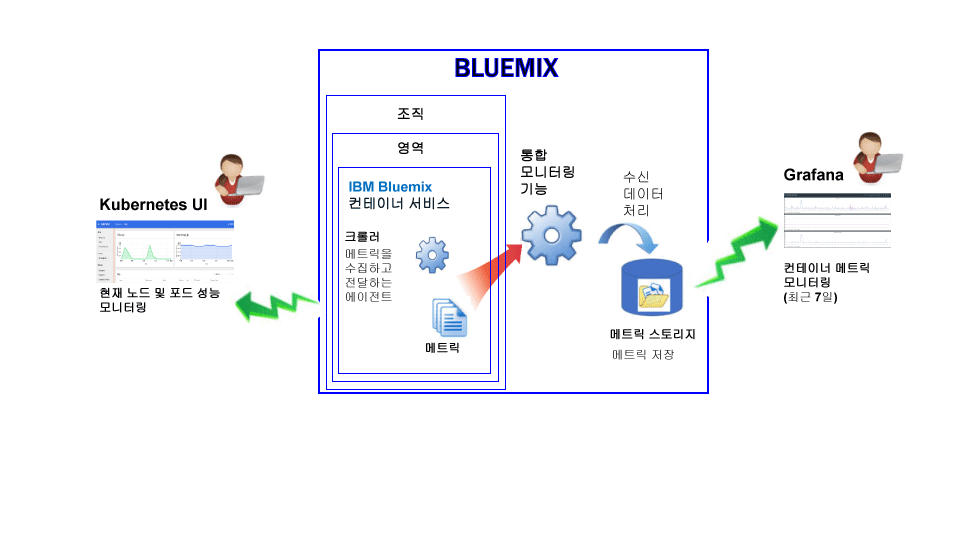 BLUEMIX
조직
영역
IBM Bluemix
컨테이너 서비스
크롤러
메트릭을
수집하고
전달하는
에이전트
메트릭
통합
모니터링
기능
수신
데이터
처리
메트릭 스토리지
메트릭 저장
Kubernetes UI
현재 노드 및 포드 성능
모니터링
Grafana
컨테이너 메트릭
모니터링
(최근 7일)